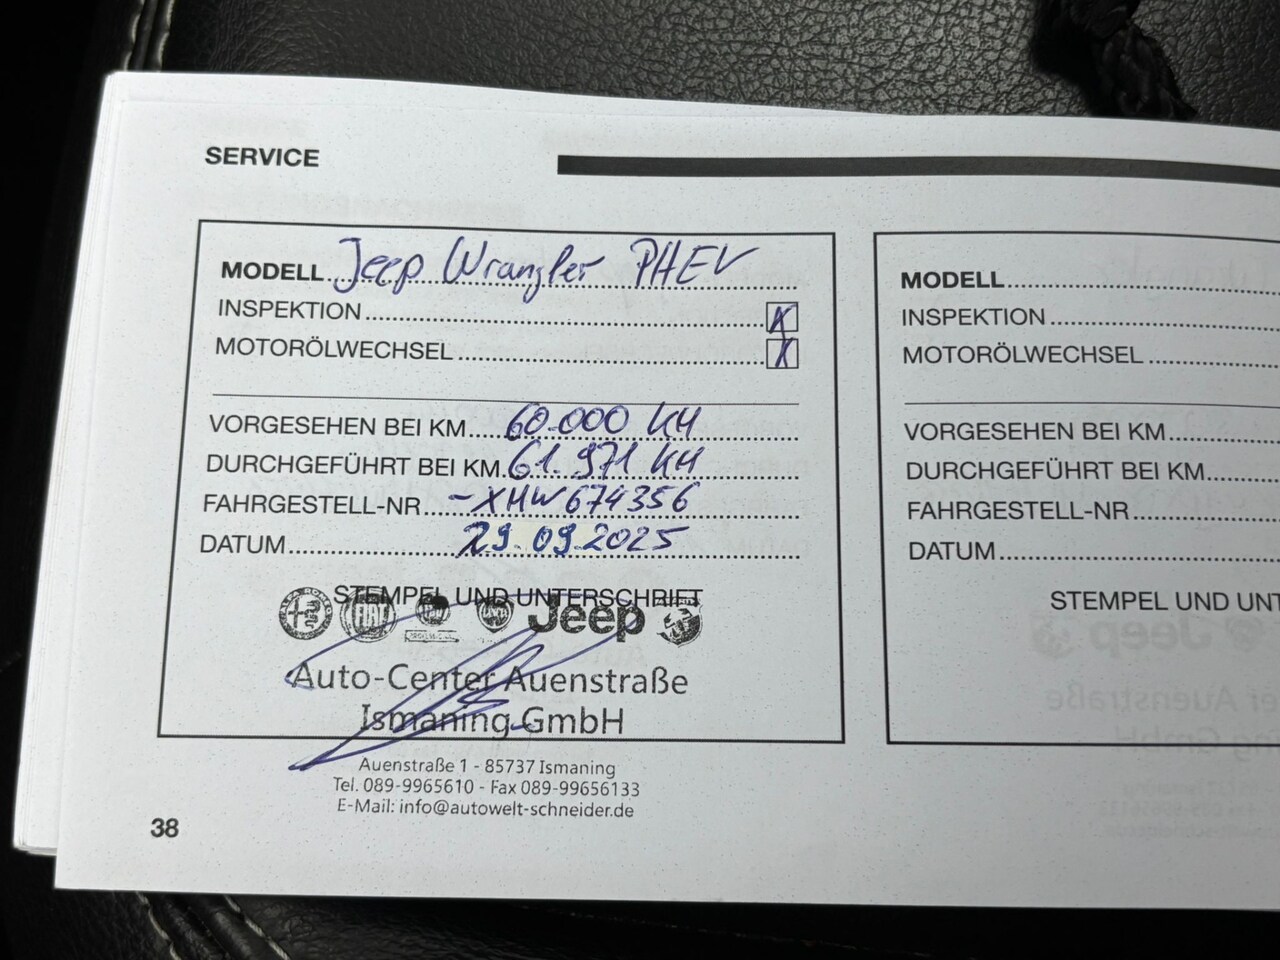 SERVICE
MODELL Jeep Wrangler PHEV
INSPEKTION X
MOTORÖLWECHSEL X
VORGESEHEN BEI KM 60.000 KM
DURCHGEFÜHRT BEI KM 61.971 KM
FAHRGESTELL-NR -XMW674356
DATUM 29.09.2025
STEMPEL UND UNTERSCHRIFT
FIAT Jeep
Auto-Center Auenstraße
Ismaning GmbH
Auenstraße 1 - 85737 Ismaning
Tel. 089-9965610 - Fax 089-99656133
E-Mail: info@autowelt-schneider.de
38
MODELL
INSPEKTION
MOTORÖLWECHSEL
VORGESEHEN BEI KM
DURCHGEFÜHRT BEI KM
FAHRGESTELL-NR
DATUM
STEMPEL UND UNT